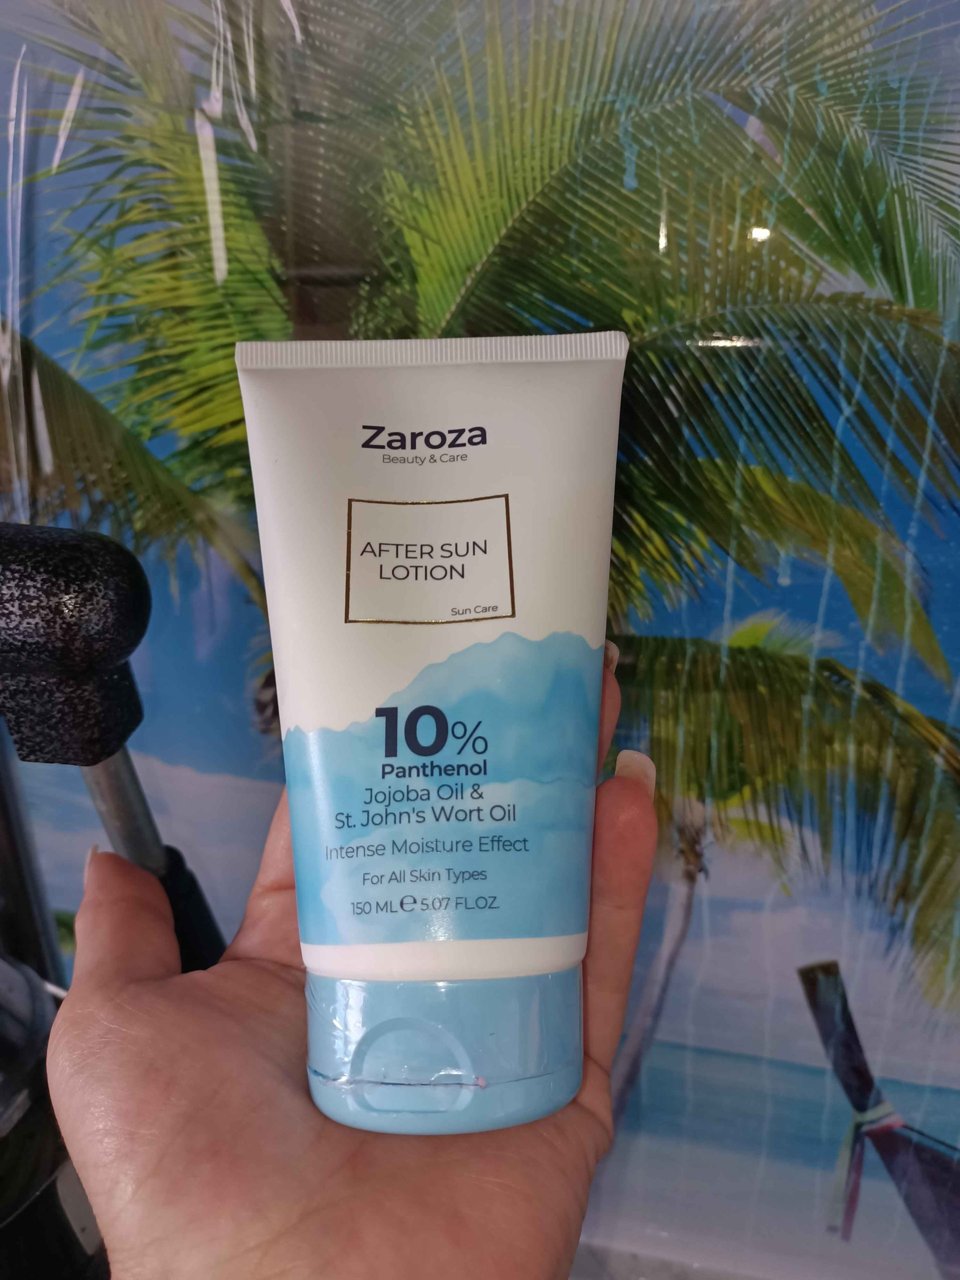 Zaroza
Beauty & Care
AFTER SUN
LOTION
Sun Care
10%
Panthenol
Jojoba Oil &
St. John's Wort Oil
Intense Moisture Effect
For All Skin Types
150 ML ℮ 5.07 FL.OZ.